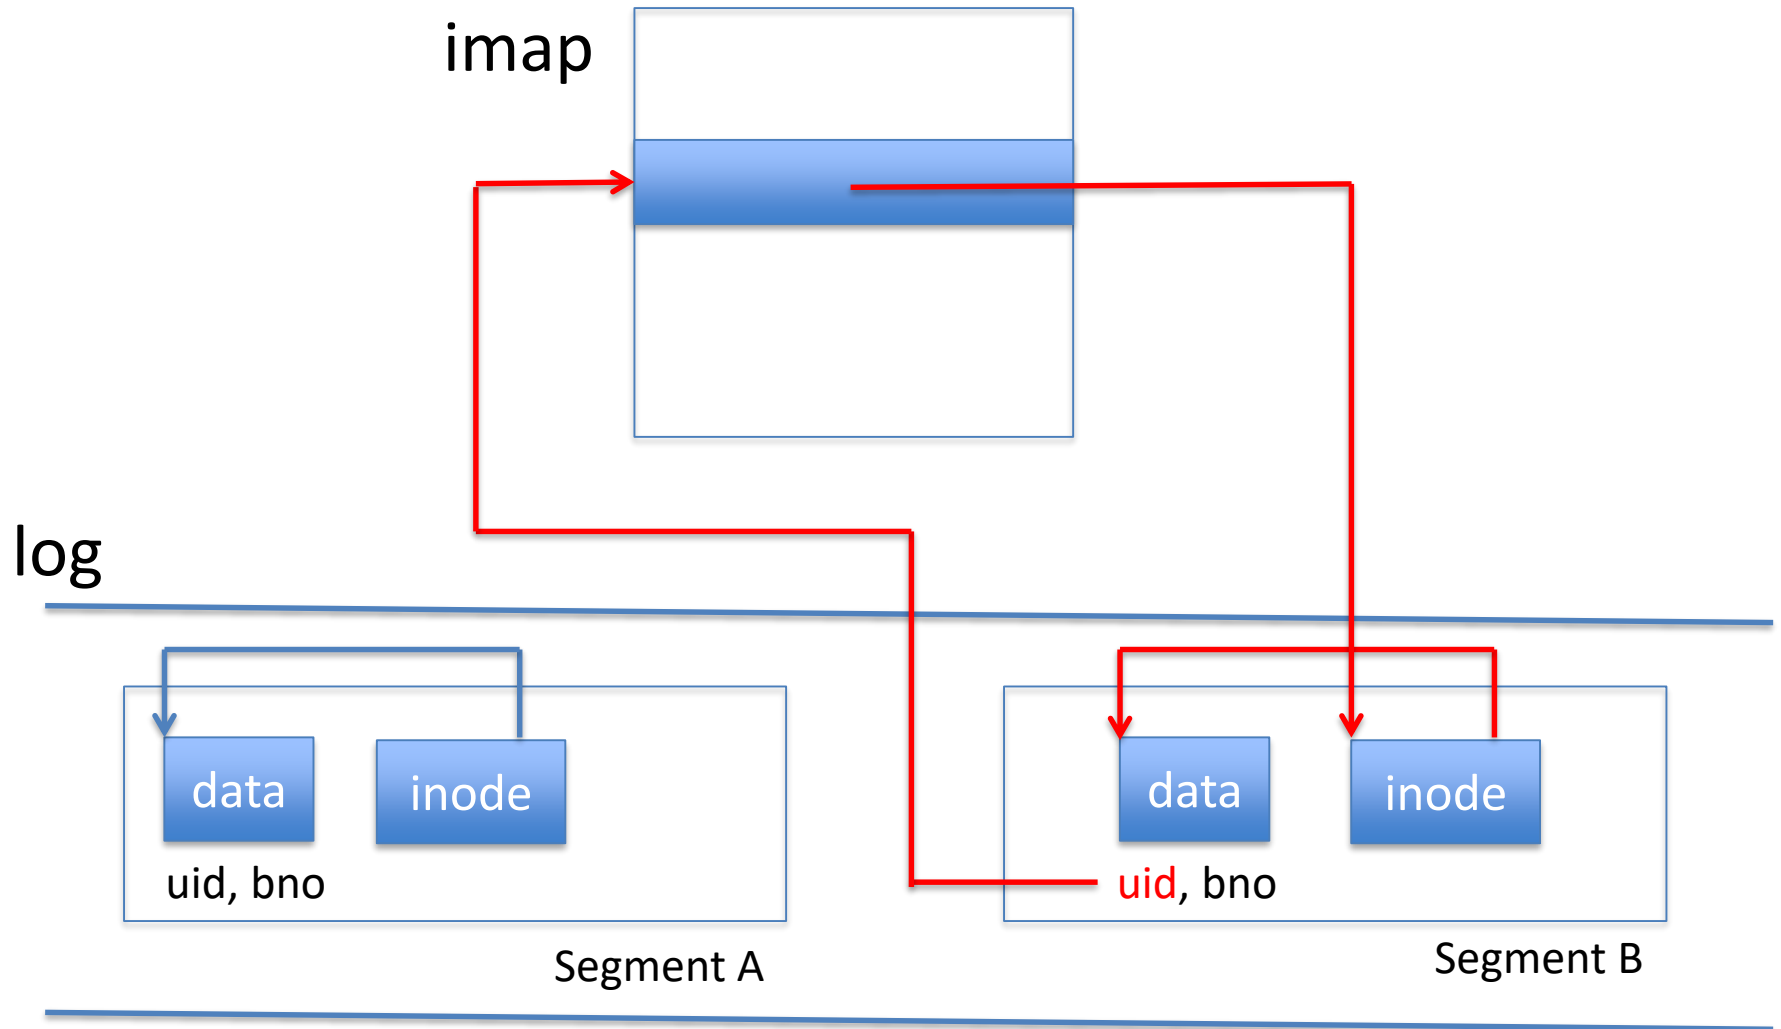 imap
log
data
inode
uid, bno
Segment A
data
inode
uid, bno
Segment B